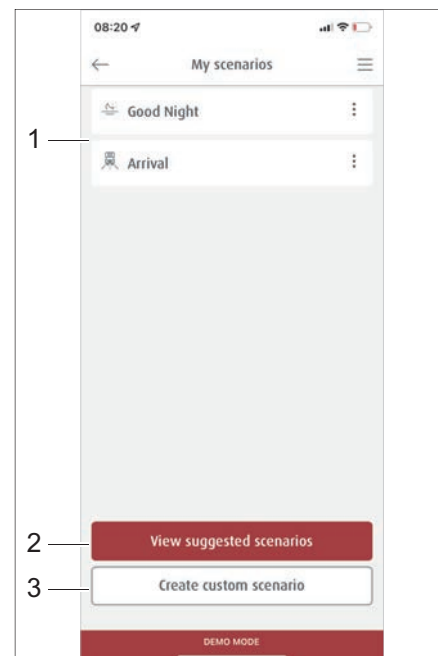 08:20
My scenarios
Good Night
1
Arrival
2 View suggested scenarios
3 Create custom scenario
DEMO MODE